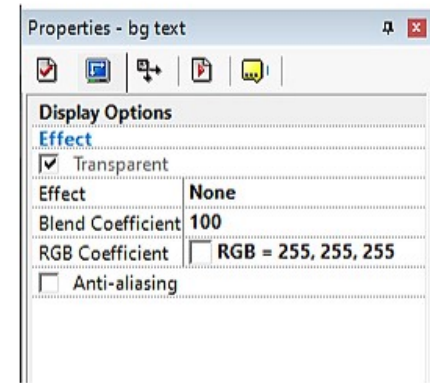 Properties - bg text
Display Options
Effect
Transparent
Effect None
Blend Coefficient 100
RGB Coefficient RGB = 255, 255, 255
Anti-aliasing